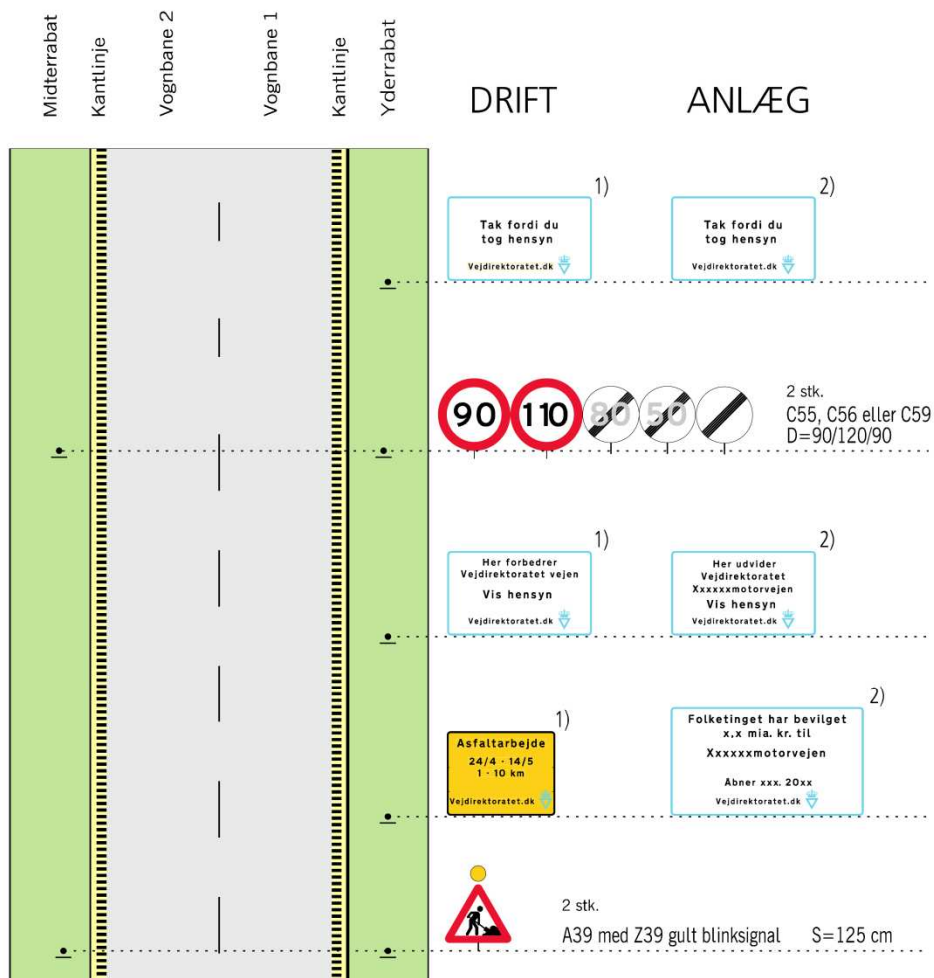 Midterrabat
Kantlinje
Vognbane 2
Vognbane 1
Kantlinje
Yderrabat
DRIFT
ANLÆG
1)
Tak fordi du
tog hensyn
Vejdirektoratet.dk
2)
Tak fordi du
tog hensyn
Vejdirektoratet.dk
90
110
80
50
2 stk.
C55, C56 eller C59
D=90/120/90
1)
Her forbedrer
Vejdirektoratet vejen
Vis hensyn
Vejdirektoratet.dk
2)
Her udvider
Vejdirektoratet
Xxxxxxmotorvejen
Vis hensyn
Vejdirektoratet.dk
1)
Asfaltarbejde
24/4 - 14/5
1 - 10 km
Vejdirektoratet.dk
2)
Folketinget har bevilget
x,x mia. kr. til
Xxxxxxmotorvejen
Åbner xxx. 20xx
Vejdirektoratet.dk
2 stk.
A39 med Z39 gult blinksignal S=125 cm